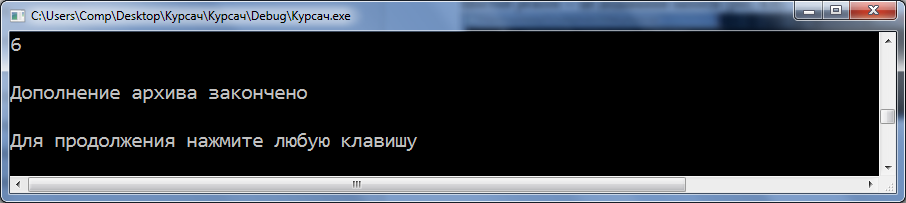 C:\Users\Comp\Desktop\Курсач\Курсач\Debug\Курсач.exe
6
Дополнение архива закончено
Для продолжения нажмите любую клавишу